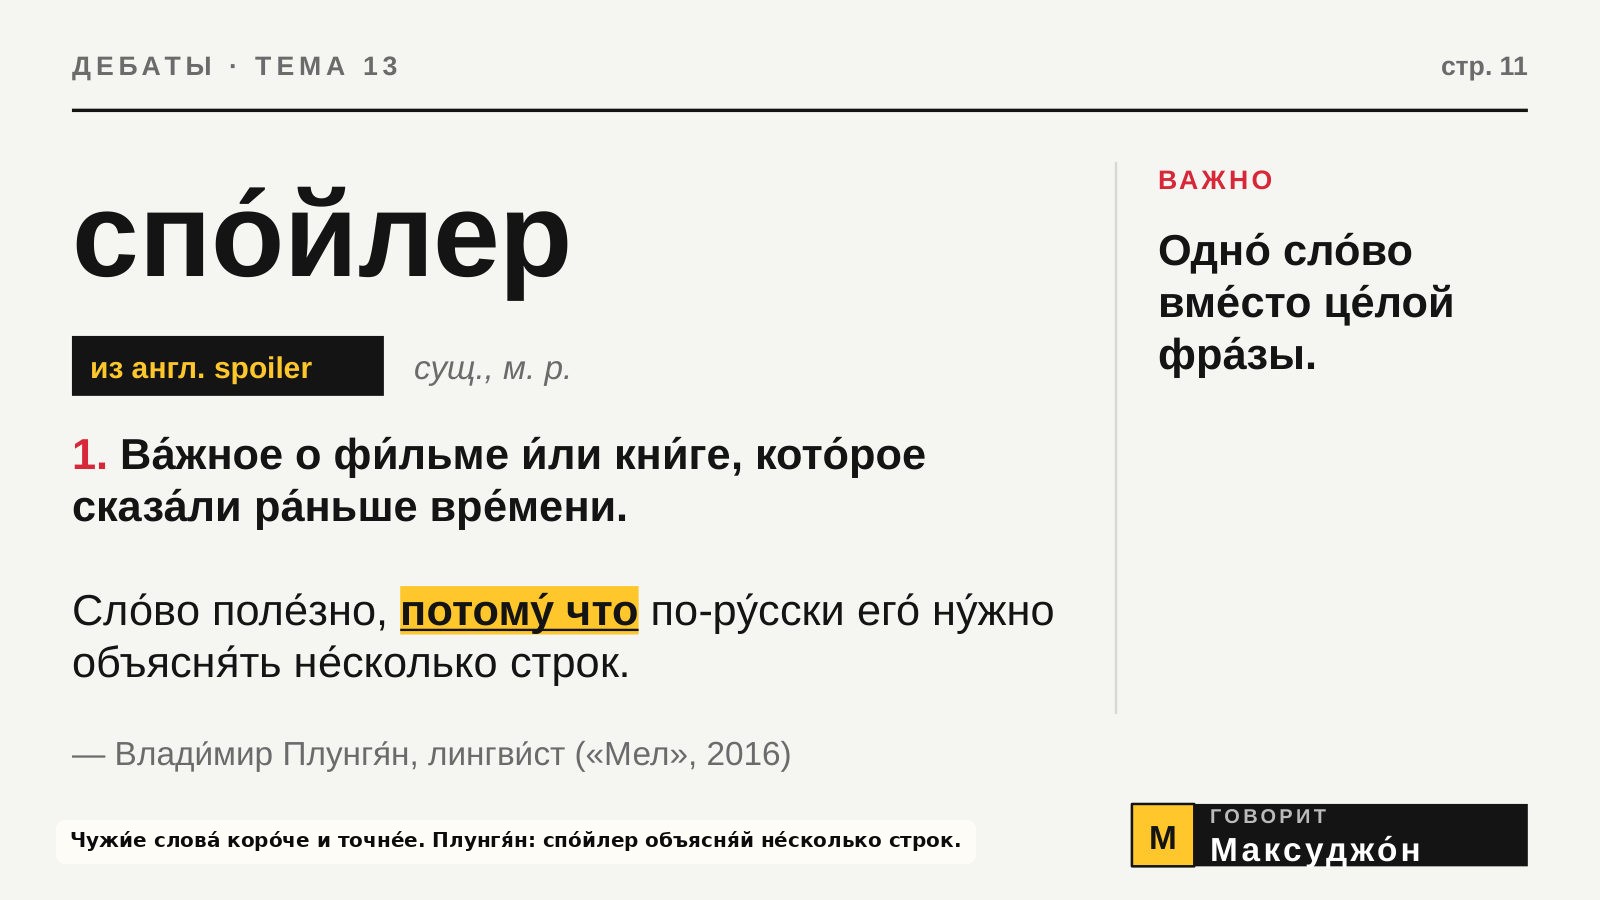 ДЕБАТЫ · ТЕМА 13
стр. 11
спо́йлер
из англ. spoiler
сущ., м. р.
1. Ва́жное о фи́льме и́ли кни́ге, кото́рое
сказа́ли ра́ньше вре́мени.
Сло́во поле́зно, потому́ что по-ру́сски его́ ну́жно
объясня́ть не́сколько строк.
— Влади́мир Плунгя́н, лингви́ст («Мел», 2016)
ВАЖНО
Одно́ сло́во
вме́сто це́лой
фра́зы.
Чужи́е слова́ коро́че и точне́е. Плунгя́н: спо́йлер объясня́й не́сколько строк.
М
ГОВОРИТ
Максуджо́н